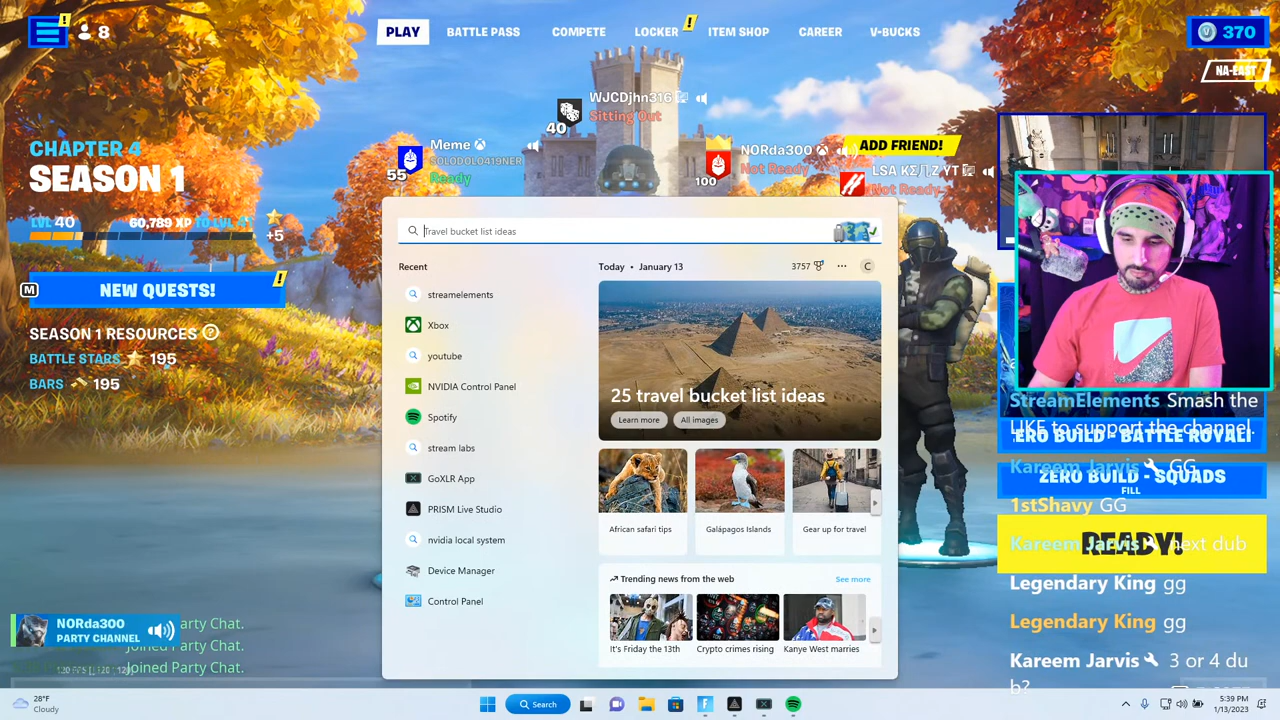 8
PLAY
BATTLE PASS
COMPETE
LOCKER
ITEM SHOP
CAREER
V-BUCKS
370
NA-EAST
CHAPTER 4
SEASON 1
LVL 40
60,789 XP TO LVL 41
+5
M
NEW QUESTS!
SEASON 1 RESOURCES ?
BATTLE STARS 195
BARS 195
WJCDjhn316
Sitting Out
40
Meme
SOLODOLO419NER
Ready
55
N0Rda300
Not Ready
100
ADD FRIEND!
Not Ready
Travel bucket list ideas
Recent
streamelements
Xbox
youtube
NVIDIA Control Panel
Spotify
stream labs
GoXLR App
PRISM Live Studio
nvidia local system
Device Manager
Control Panel
Today • January 13
3757
C
25 travel bucket list ideas
Learn more
All images
African safari tips
Galápagos Islands
Gear up for travel
Trending news from the web
See more
It's Friday the 13th
Crypto crimes rising
Kanye West marries
StreamElements Smash the
LIKE to support the channel.
ERO BUILD - BATTLE ROYALE
Kareem Jarvis GG
ZERO BUILD - SQUADS
FILL
1stShavy GG
READY!
Kareem Jarvis next dub
Legendary King gg
Legendary King gg
Kareem Jarvis 3 or 4 du
b?
N0Rda300
PARTY CHANNEL
arty Chat.
Joined Party Chat.
Joined Party Chat.
28°F
Cloudy
Search
5:39 PM
1/13/2023